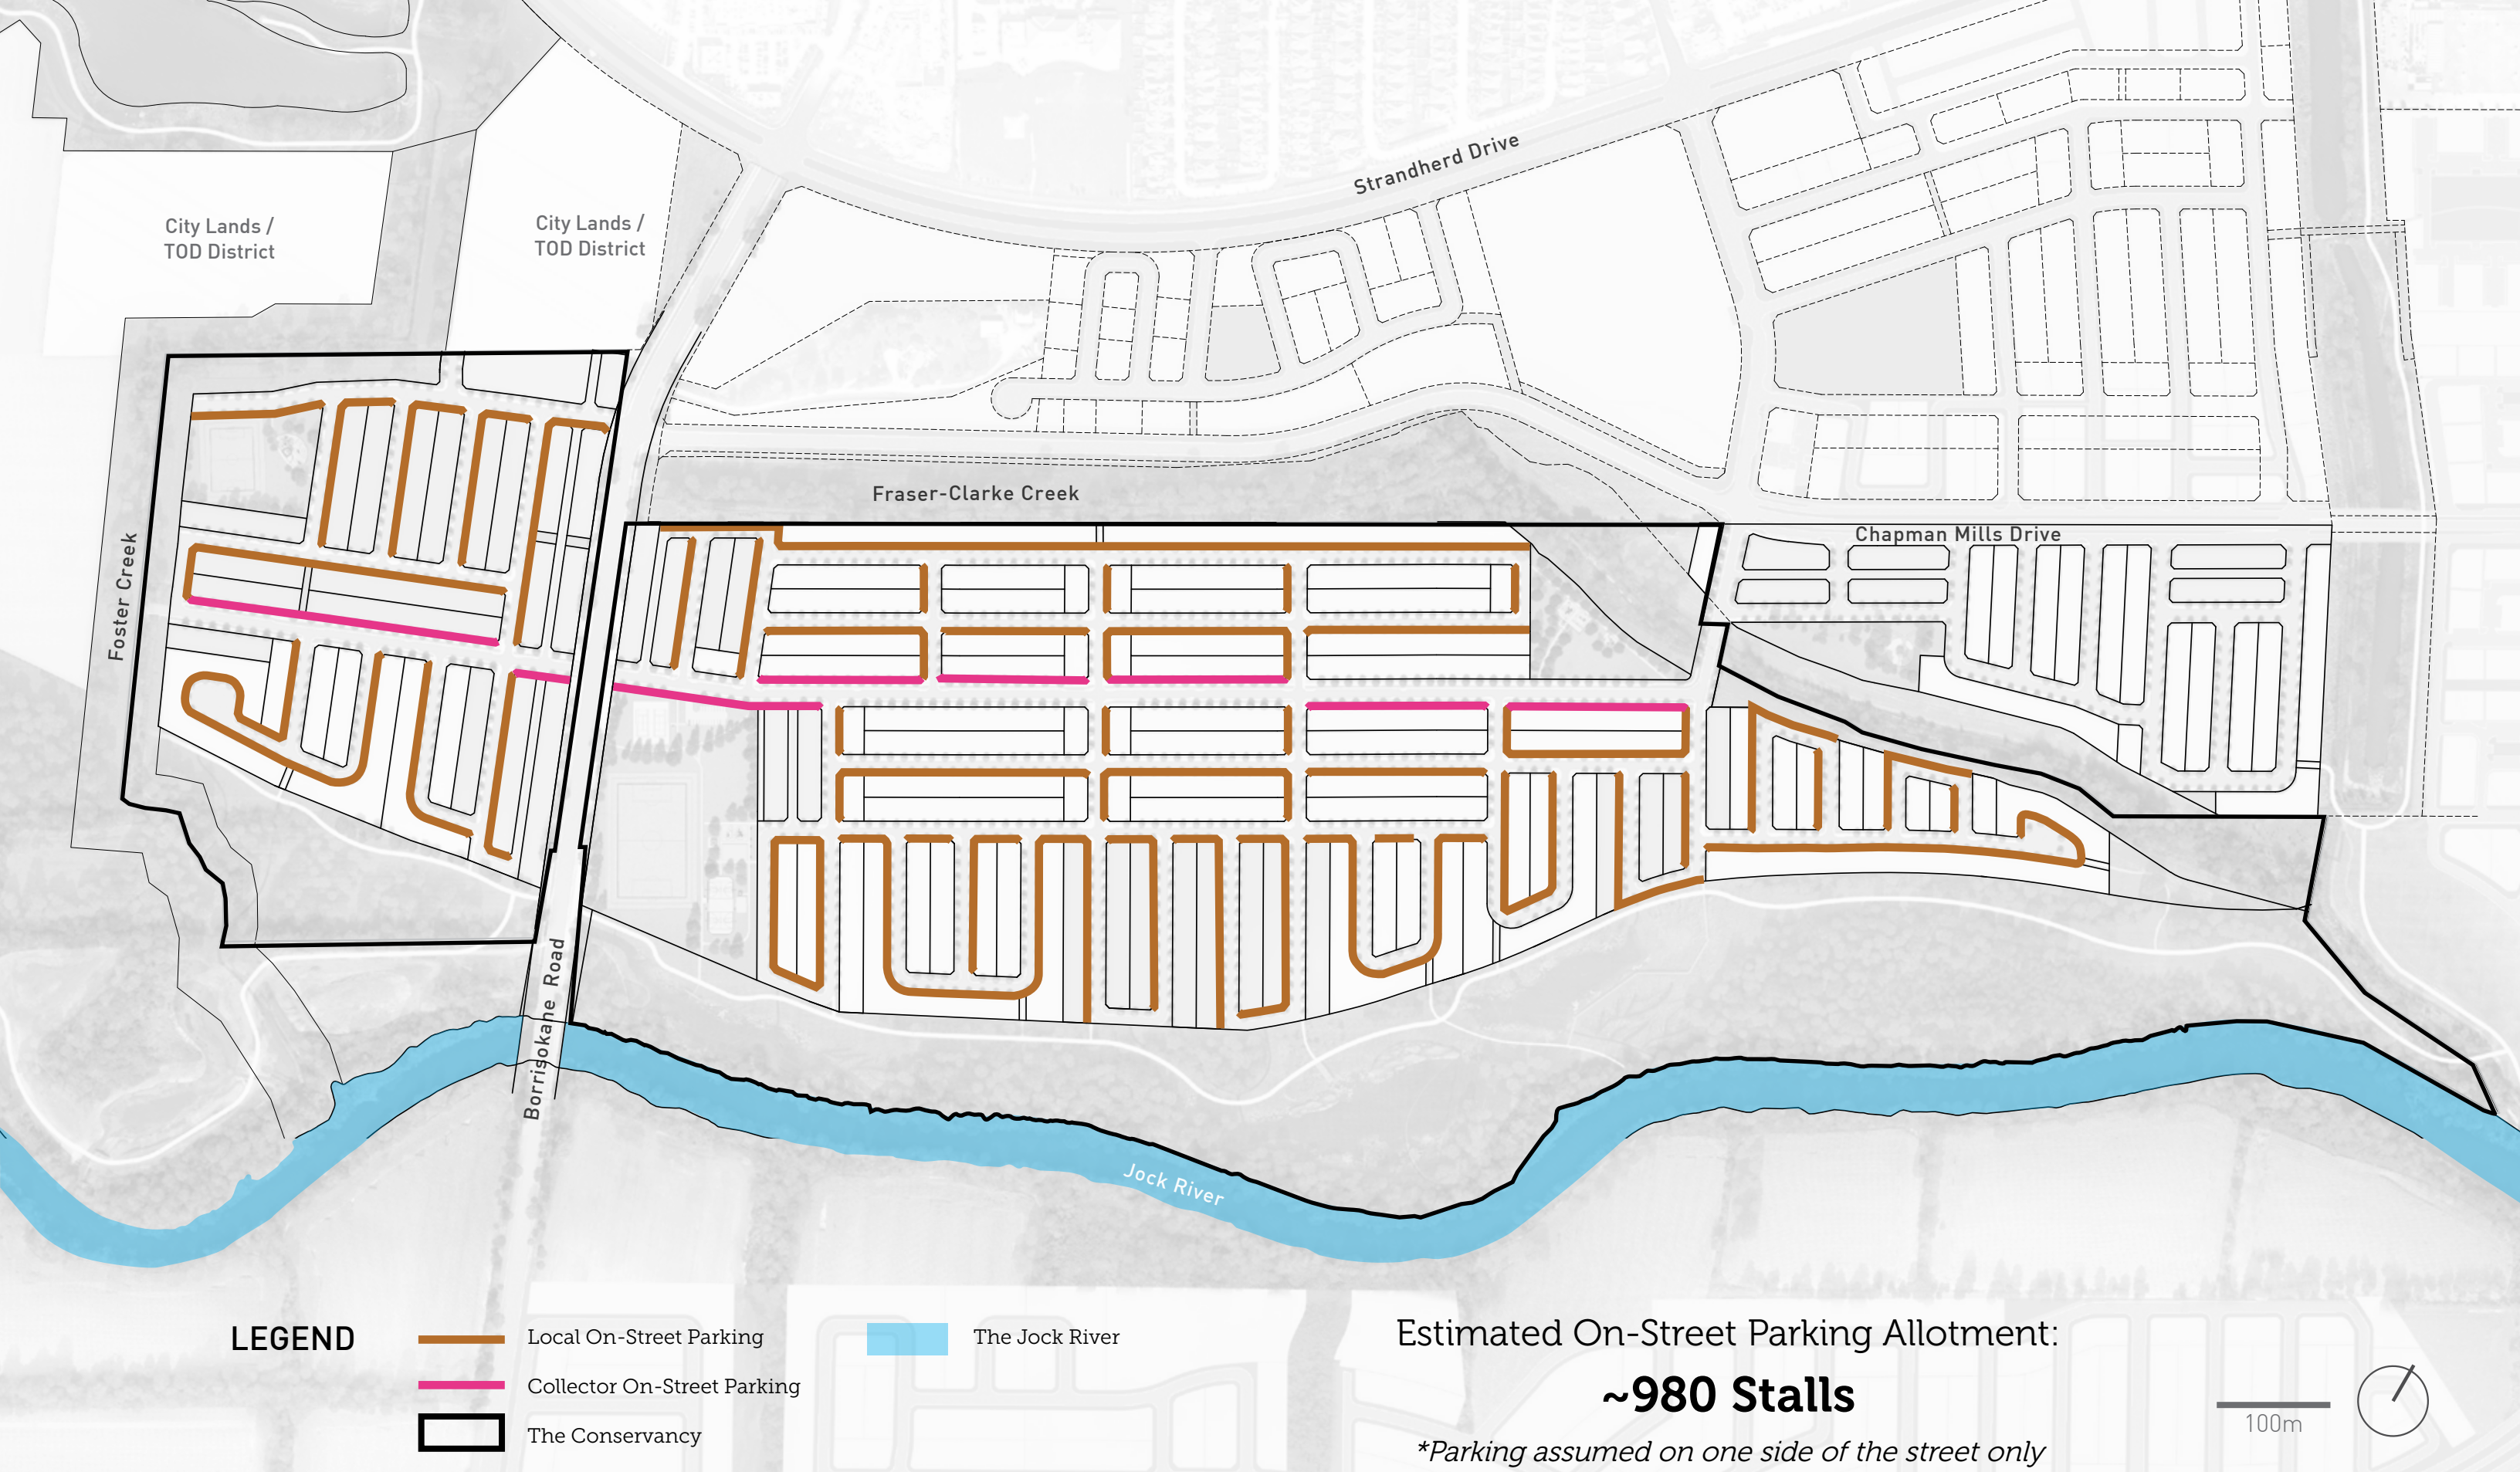 Strandherd Drive
City Lands /
TOD District
City Lands /
TOD District
Fraser-Clarke Creek
Chapman Mills Drive
Foster Creek
Borrisokane Road
Jock River
LEGEND
Local On-Street Parking
Collector On-Street Parking
The Conservancy
The Jock River
Estimated On-Street Parking Allotment:
~980 Stalls
*Parking assumed on one side of the street only
100m